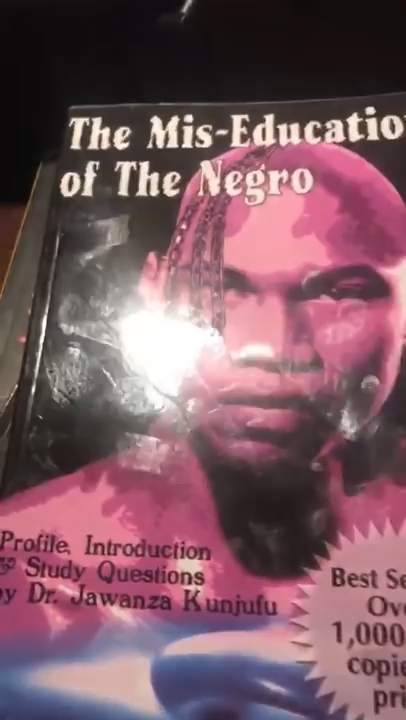 The Mis-Educatio
of The Negro
Profile, Introduction
& Study Questions
by Dr. Jawanza Kunjufu
Best Se
Ov
1,000
copie
pri